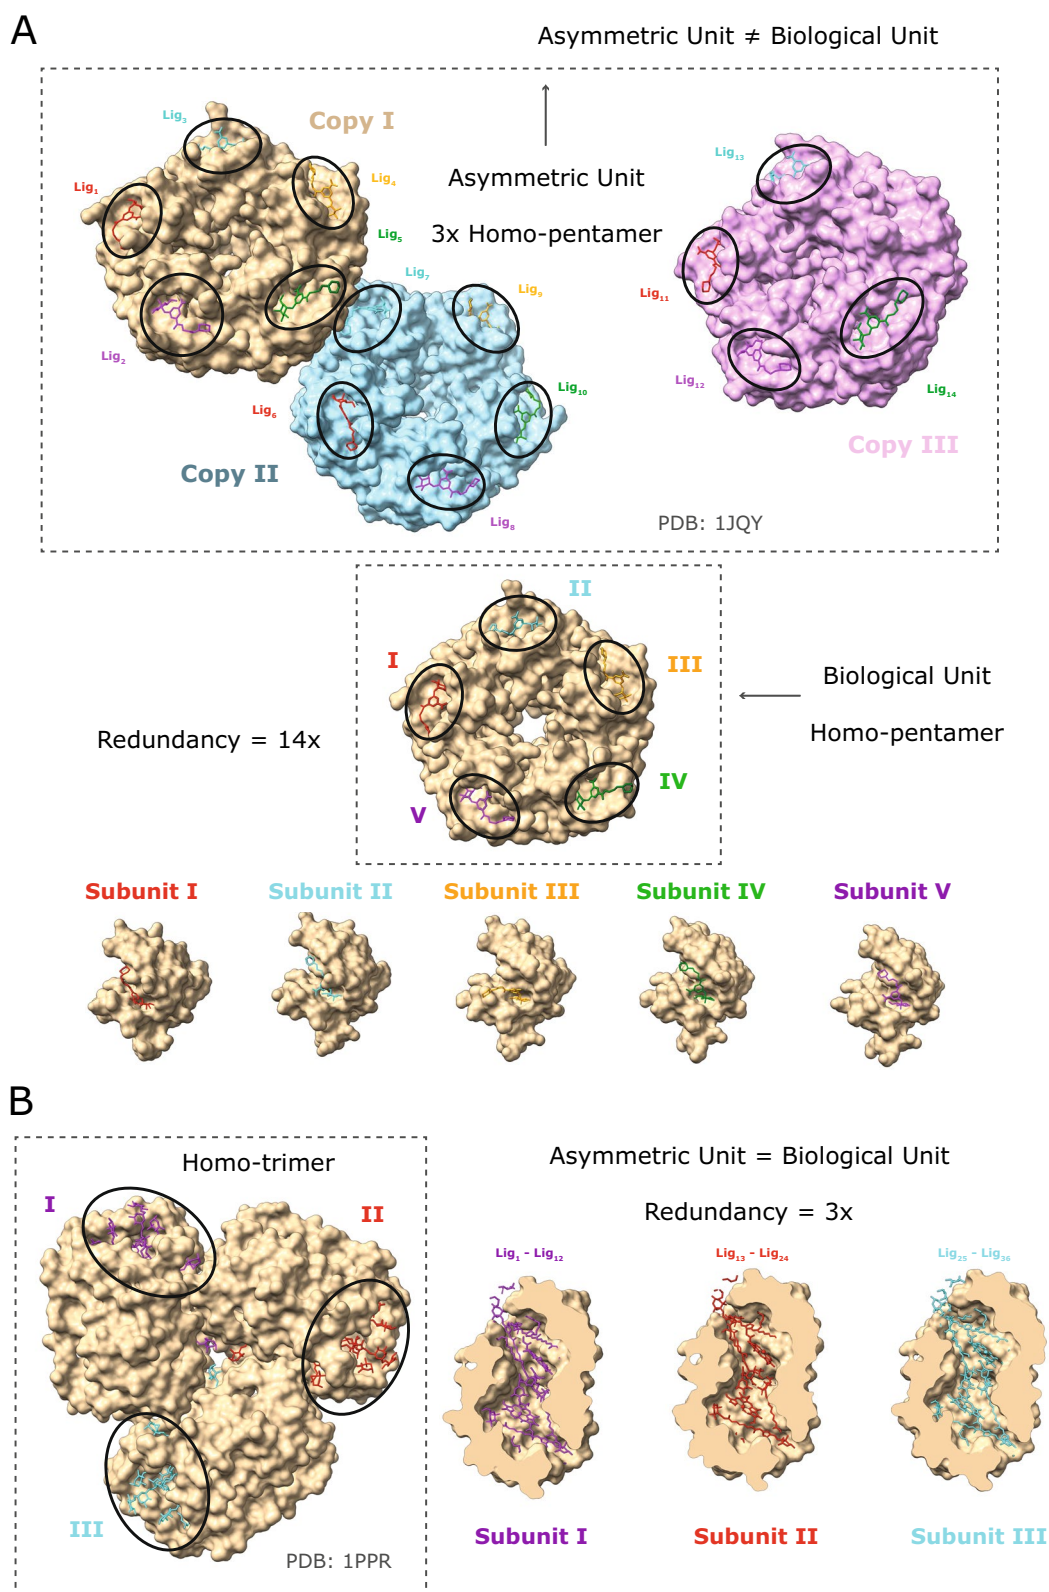 A
Asymmetric Unit ≠ Biological Unit
Lig₃
Copy I
Lig₁₃
Lig₄
Lig₁
Asymmetric Unit
Lig₅
3x Homo-pentamer
Lig₇
Lig₉
Lig₁₁
Lig₂
Lig₁₂
Lig₁₀
Lig₁₄
Lig₆
Copy III
Copy II
Lig₈
PDB: 1JQY
II
I
III
Biological Unit
Redundancy = 14x
Homo-pentamer
IV
V
Subunit I
Subunit II
Subunit III
Subunit IV
Subunit V
B
Homo-trimer
Asymmetric Unit = Biological Unit
I
II
Redundancy = 3x
Lig₁ - Lig₁₂
Lig₁₃ - Lig₂₄
Lig₂₅ - Lig₃₆
III
PDB: 1PPR
Subunit I
Subunit II
Subunit III